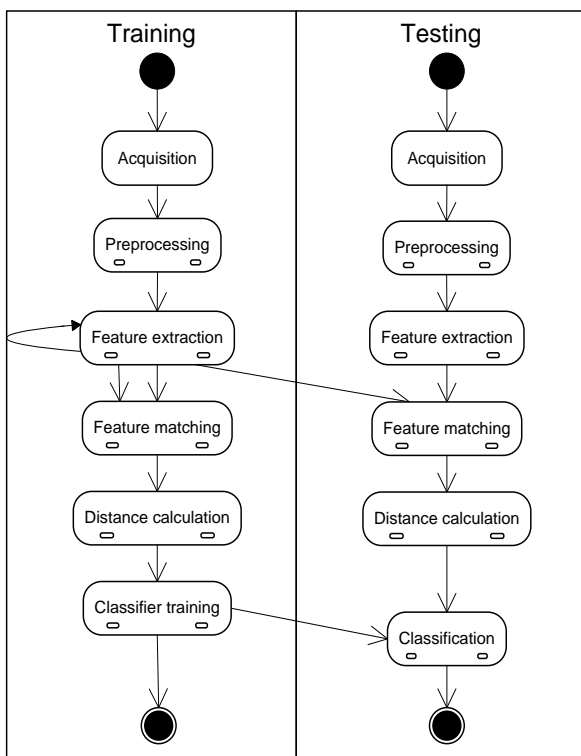 Training
Acquisition
Preprocessing
Feature extraction
Feature matching
Distance calculation
Classifier training
Testing
Acquisition
Preprocessing
Feature extraction
Feature matching
Distance calculation
Classification